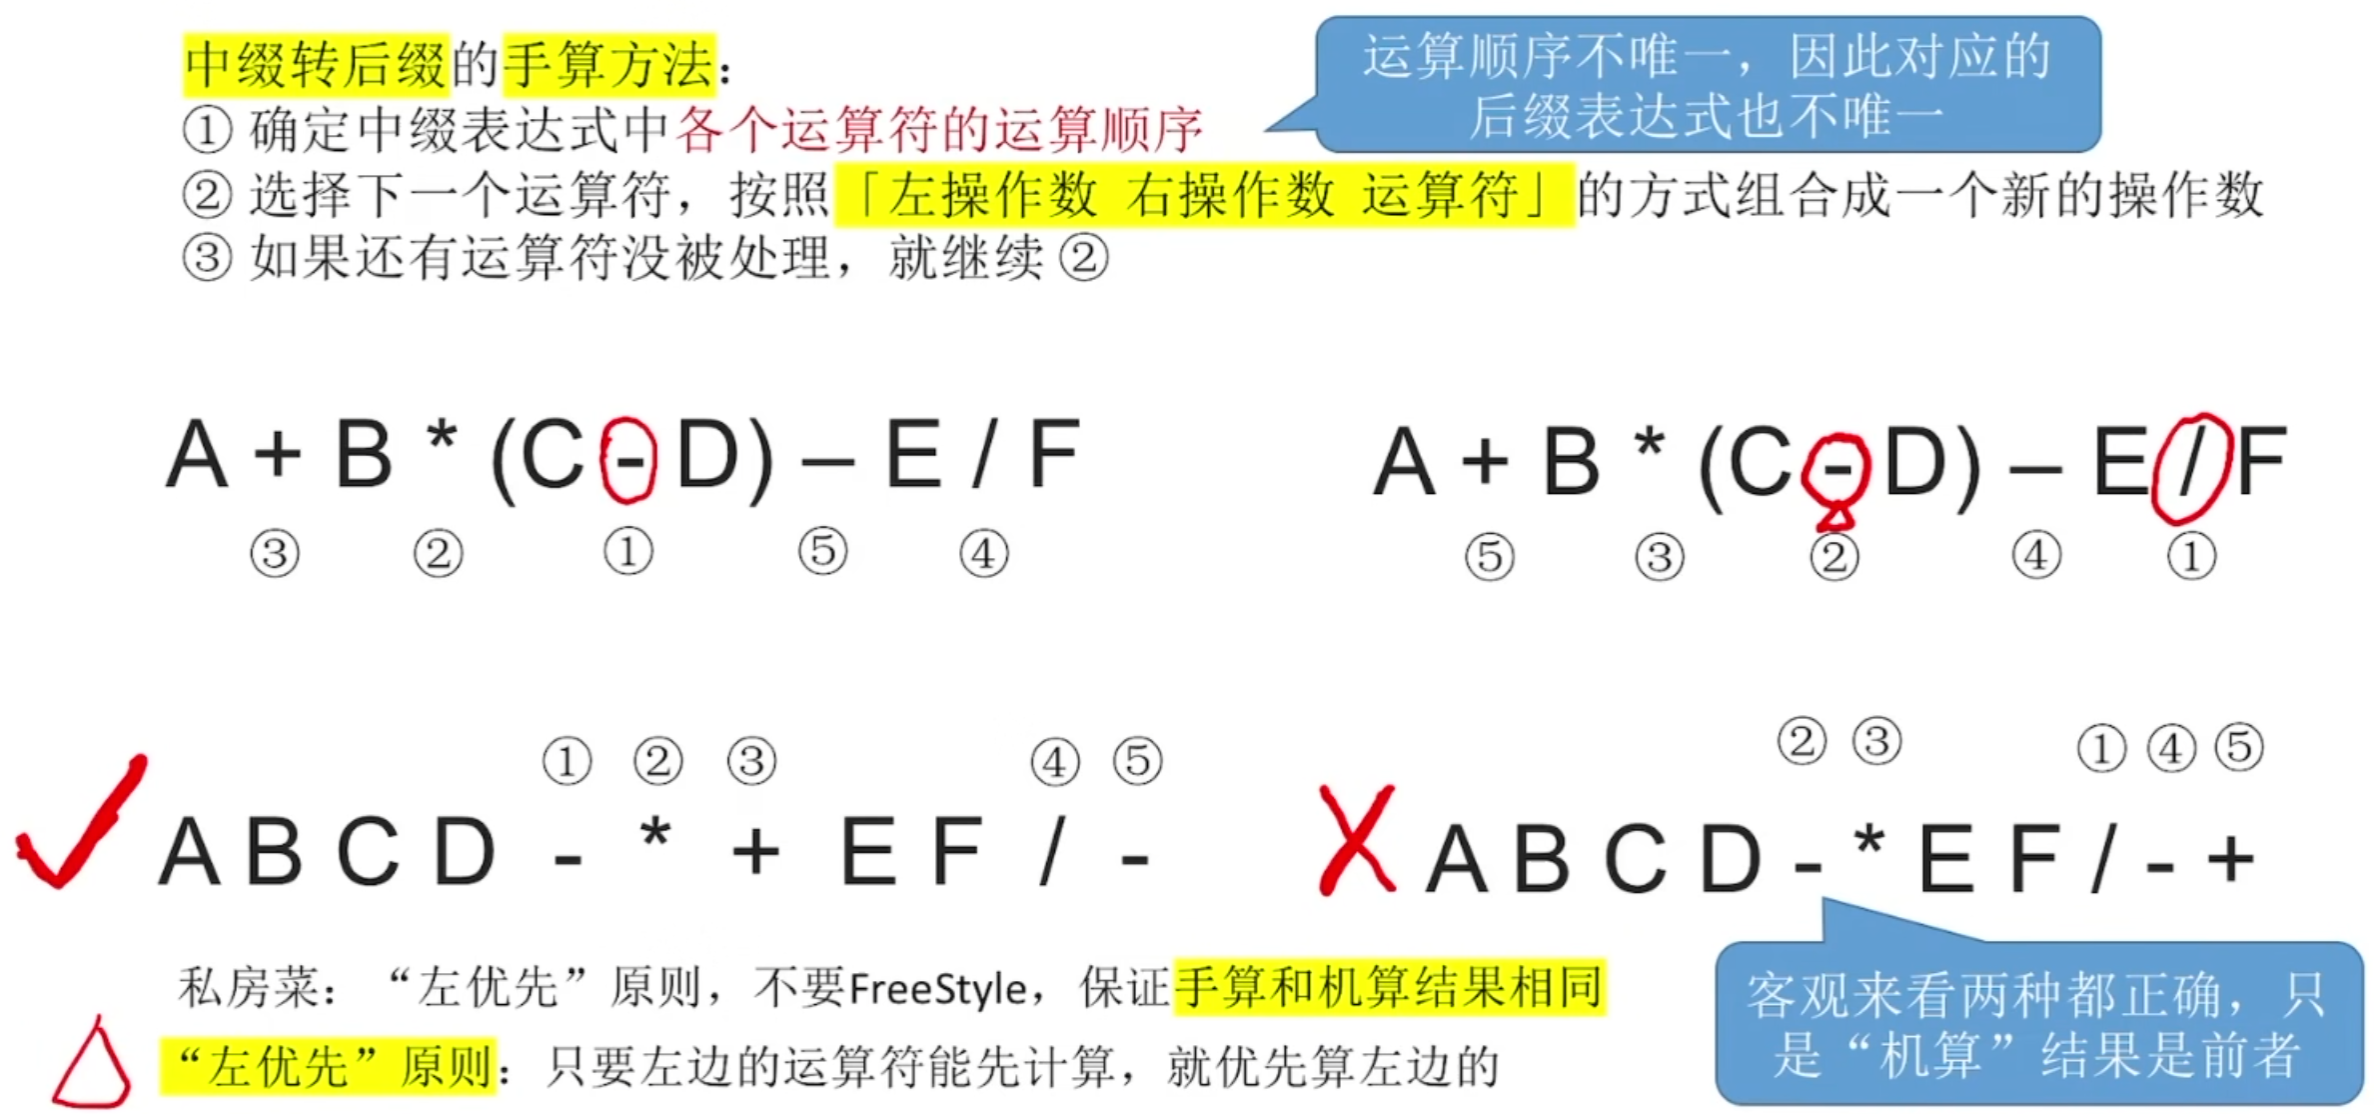 中缀转后缀的手算方法：
运算顺序不唯一，因此对应的
后缀表达式也不唯一
① 确定中缀表达式中各个运算符的运算顺序
② 选择下一个运算符，按照「左操作数 右操作数 运算符」的方式组合成一个新的操作数
③ 如果还有运算符没被处理，就继续 ②
A + B * (C - D) – E / F
③ ② ① ⑤ ④
A + B * (C - D) – E / F
⑤ ③ ② ④ ①
① ② ③ ④ ⑤
A B C D - * + E F / -
② ③ ① ④ ⑤
A B C D - * E F / - +
私房菜：“左优先”原则，不要FreeStyle，保证手算和机算结果相同
“左优先”原则：只要左边的运算符能先计算，就优先算左边的
客观来看两种都正确，只
是“机算”结果是前者